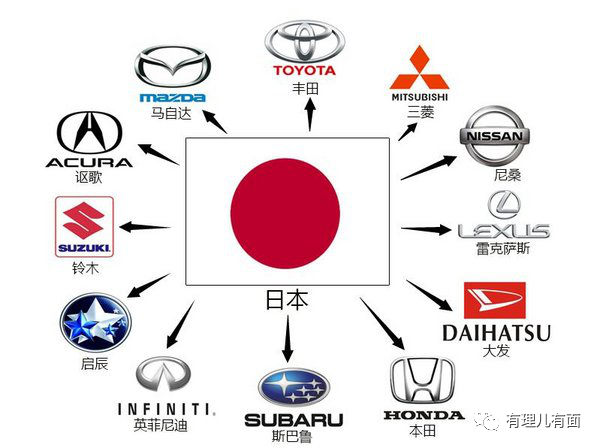 TOYOTA
丰田
mazda
马自达
MITSUBISHI
三菱
ACURA
讴歌
NISSAN
尼桑
SUZUKI
铃木
LEXUS
雷克萨斯
日本
启辰
DAIHATSU
大发
INFINITI
英菲尼迪
SUBARU
斯巴鲁
HONDA
本田
有理儿有面